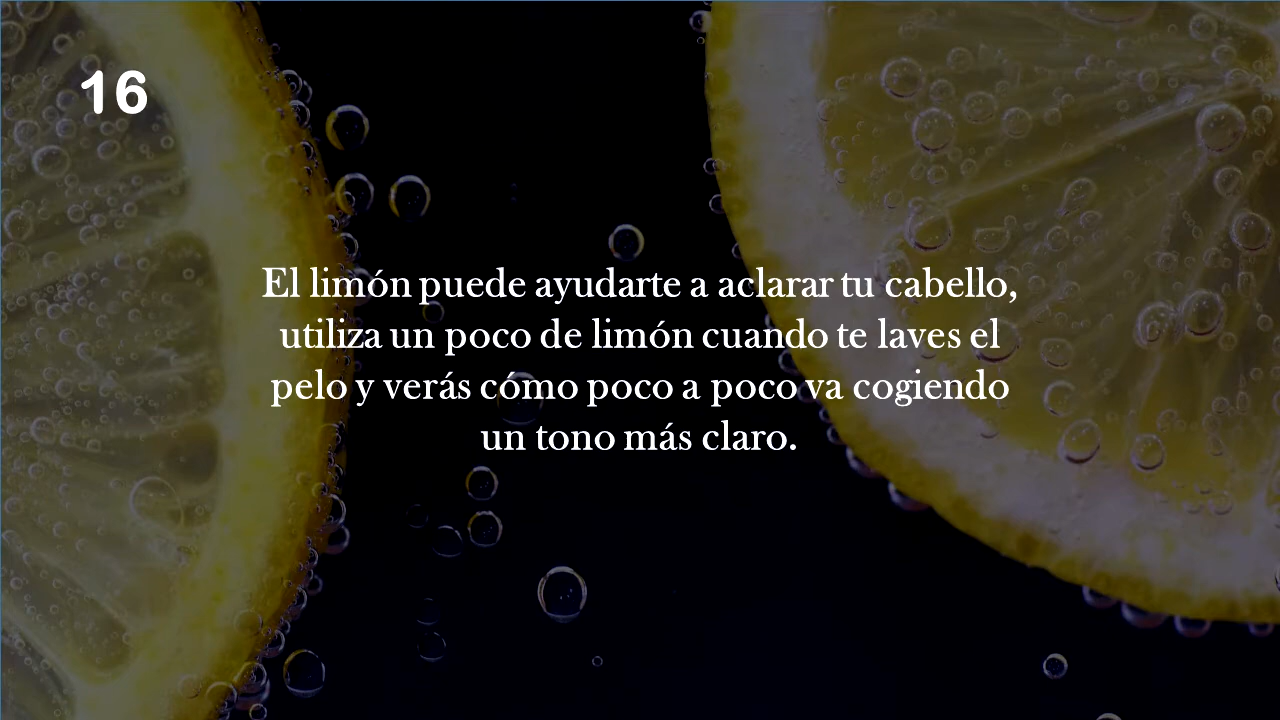 16
El limón puede ayudarte a aclarar tu cabello,
utiliza un poco de limón cuando te laves el
pelo y verás cómo poco a poco va cogiendo
un tono más claro.